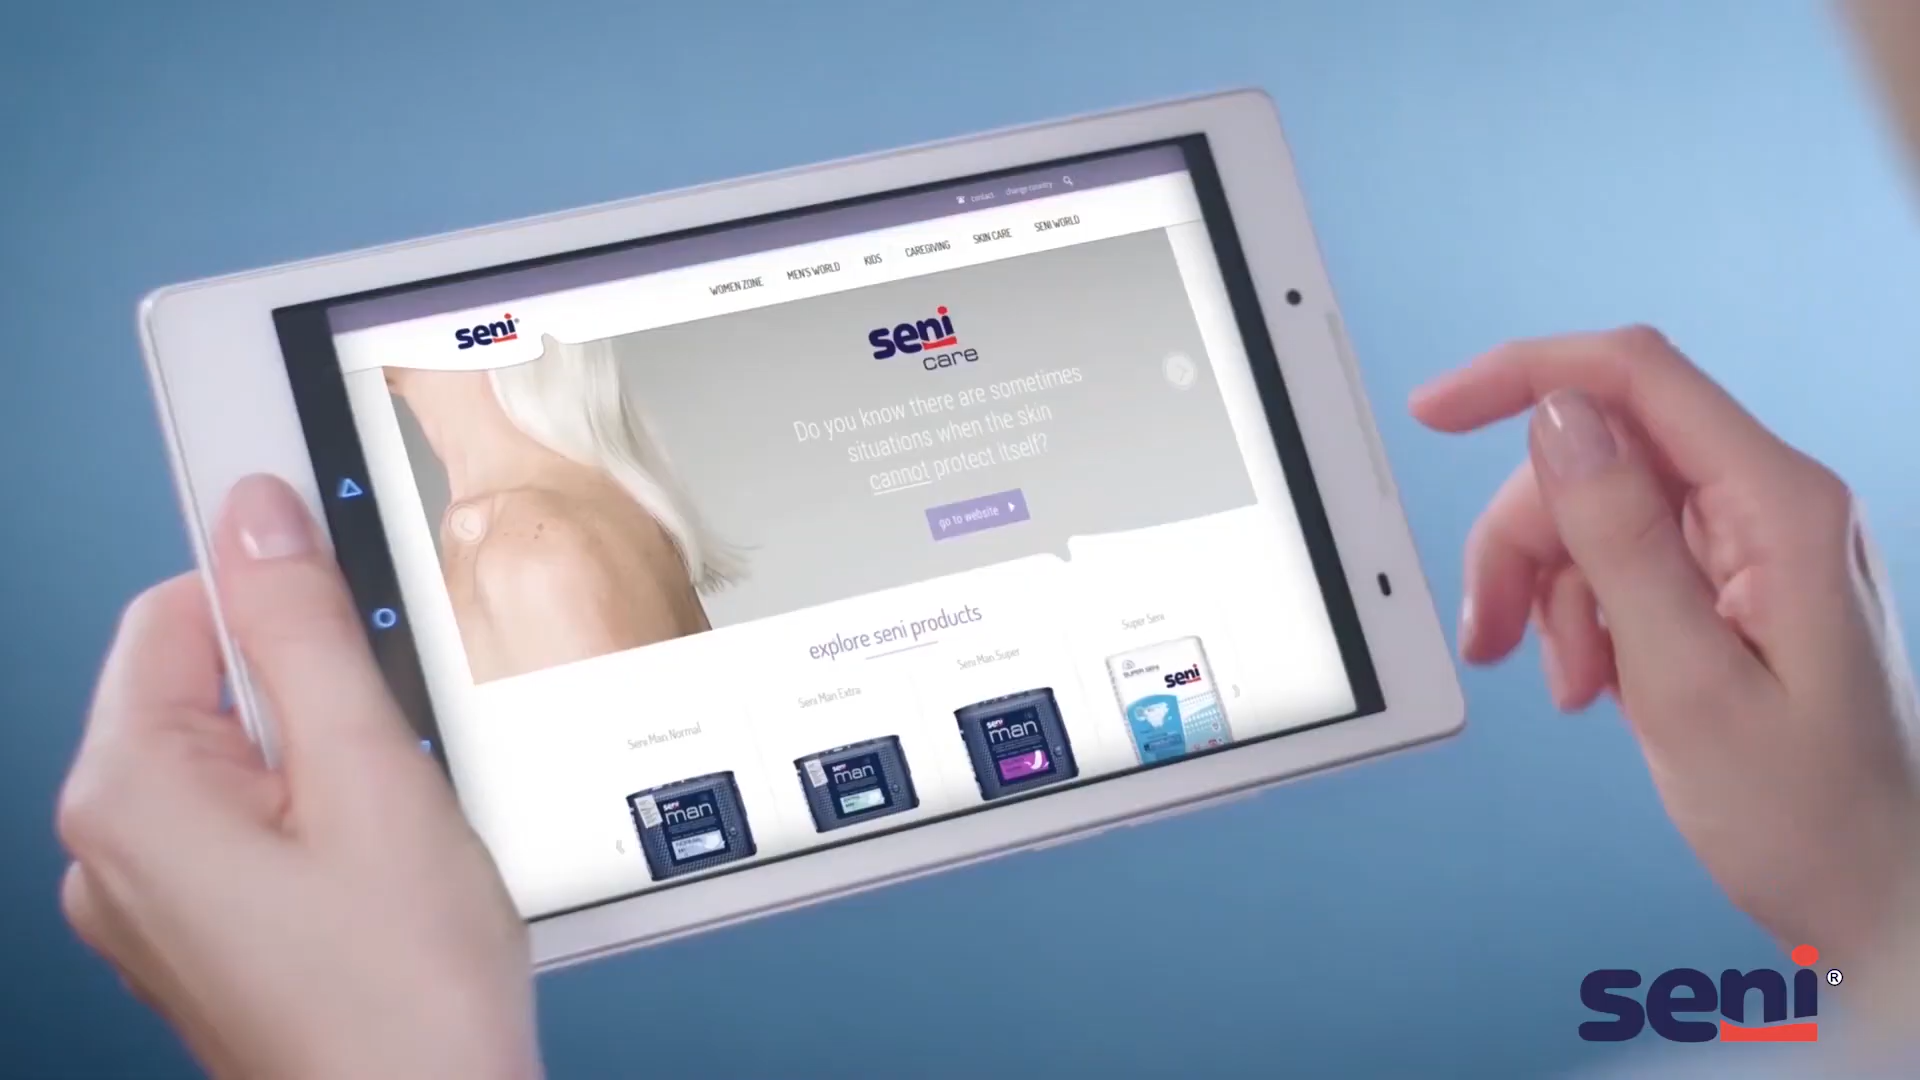 contact change country
WOMEN ZONE MEN'S WORLD KIDS CAREGIVING SKIN CARE SENI WORLD
seni®
seni
care
Do you know there are sometimes
situations when the skin
cannot protect itself?
go to website
explore seni products
Seni Man Normal Seni Man Extra Seni Man Super Super Seni
seni
man
seni
man
seni
man
SUPER SENI
seni
seni®